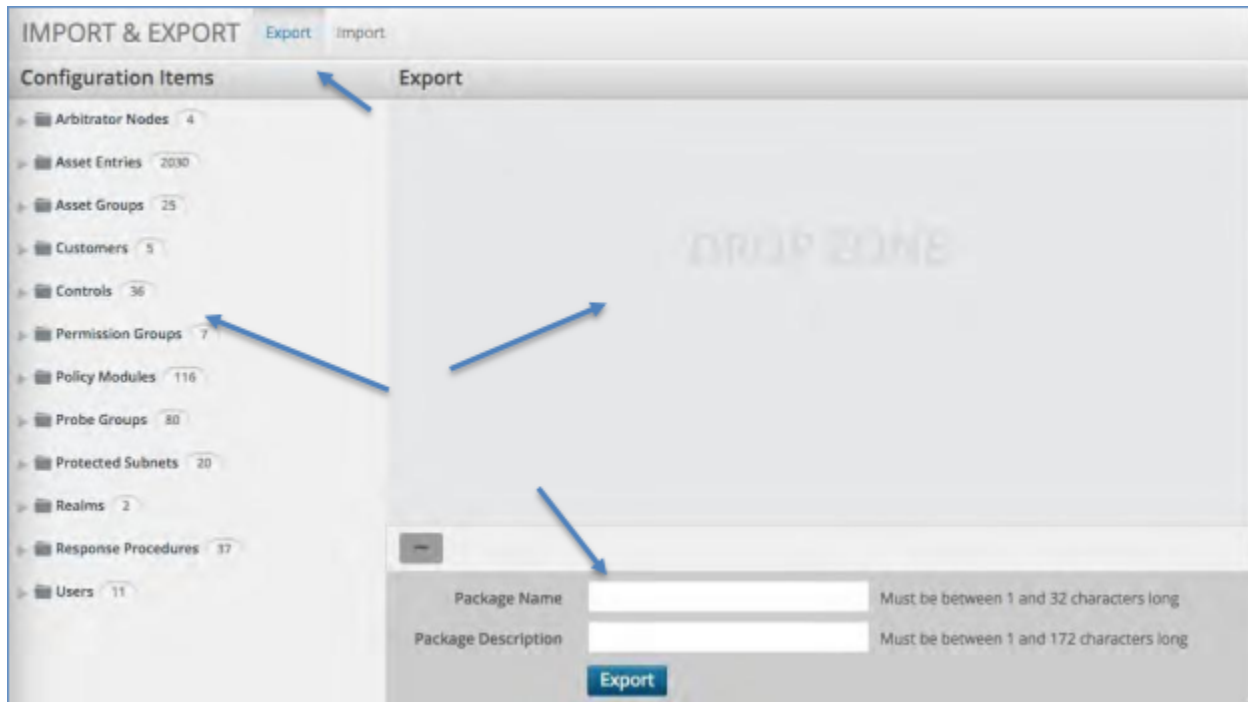 IMPORT & EXPORT Export Import
Configuration Items
Export
Arbitrator Nodes 4
Asset Entries 2030
Asset Groups 25
Customers 5
Controls 36
Permission Groups 7
Policy Modules 116
Probe Groups 80
Protected Subnets 20
Realms 2
Response Procedures 37
Users 11
DROP ZONE
Package Name
Must be between 1 and 32 characters long
Package Description
Must be between 1 and 172 characters long
Export